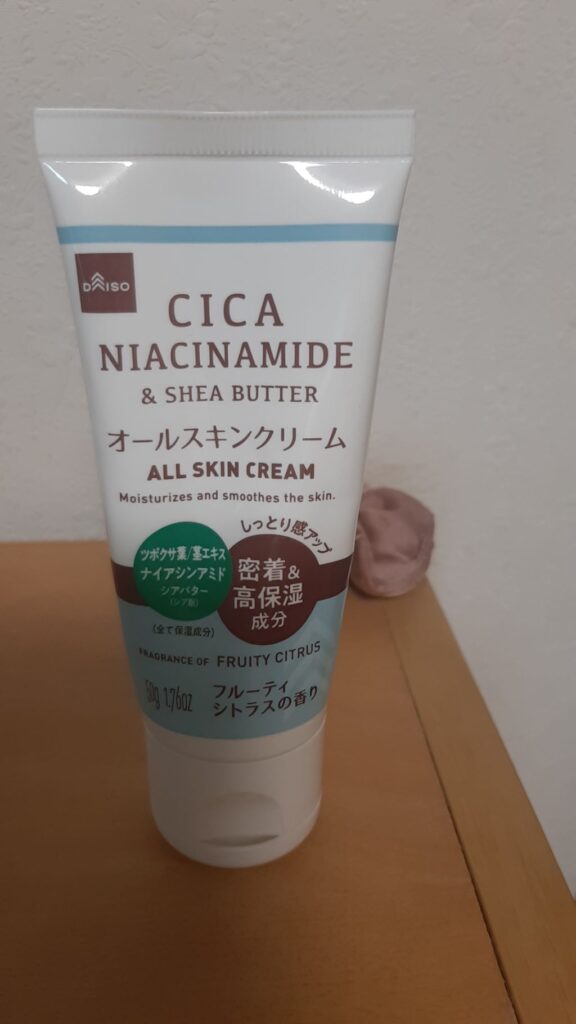 DAISO
CICA
NIACINAMIDE
& SHEA BUTTER
オールスキンクリーム
ALL SKIN CREAM
Moisturizes and smoothes the skin.
しっとり感アップ
ツボクサ葉/茎エキス
ナイアシンアミド
シアバター
(シア脂)
密着&
高保湿
成分
(全て保湿成分)
FRAGRANCE OF FRUITY CITRUS
50g 1.76oz
フルーティ
シトラスの香り